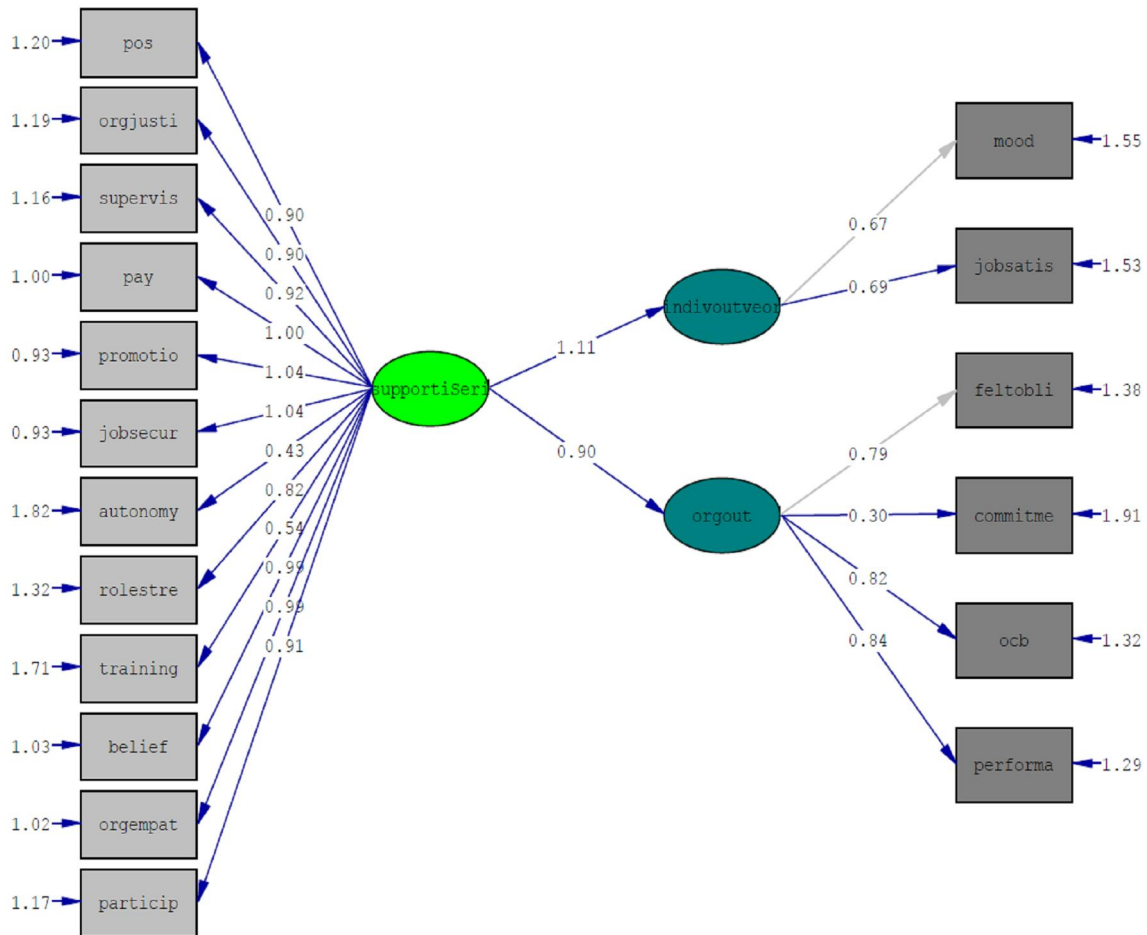 1.20 pos
1.19 orgjusti
1.16 supervis
1.00 pay
0.93 promotio
0.93 jobsecur
1.82 autonomy
1.32 rolestre
1.71 training
1.03 belief
1.02 orgempat
1.17 particip
0.90
0.90
0.92
1.00
1.04
1.04
0.43
0.82
0.54
0.99
0.99
0.91
supportiSeri
1.11
0.90
indivoutveor
orgout
0.67
0.69
0.79
0.30
0.82
0.84
mood 1.55
jobsatis 1.53
feltobli 1.38
commitme 1.91
ocb 1.32
performa 1.29